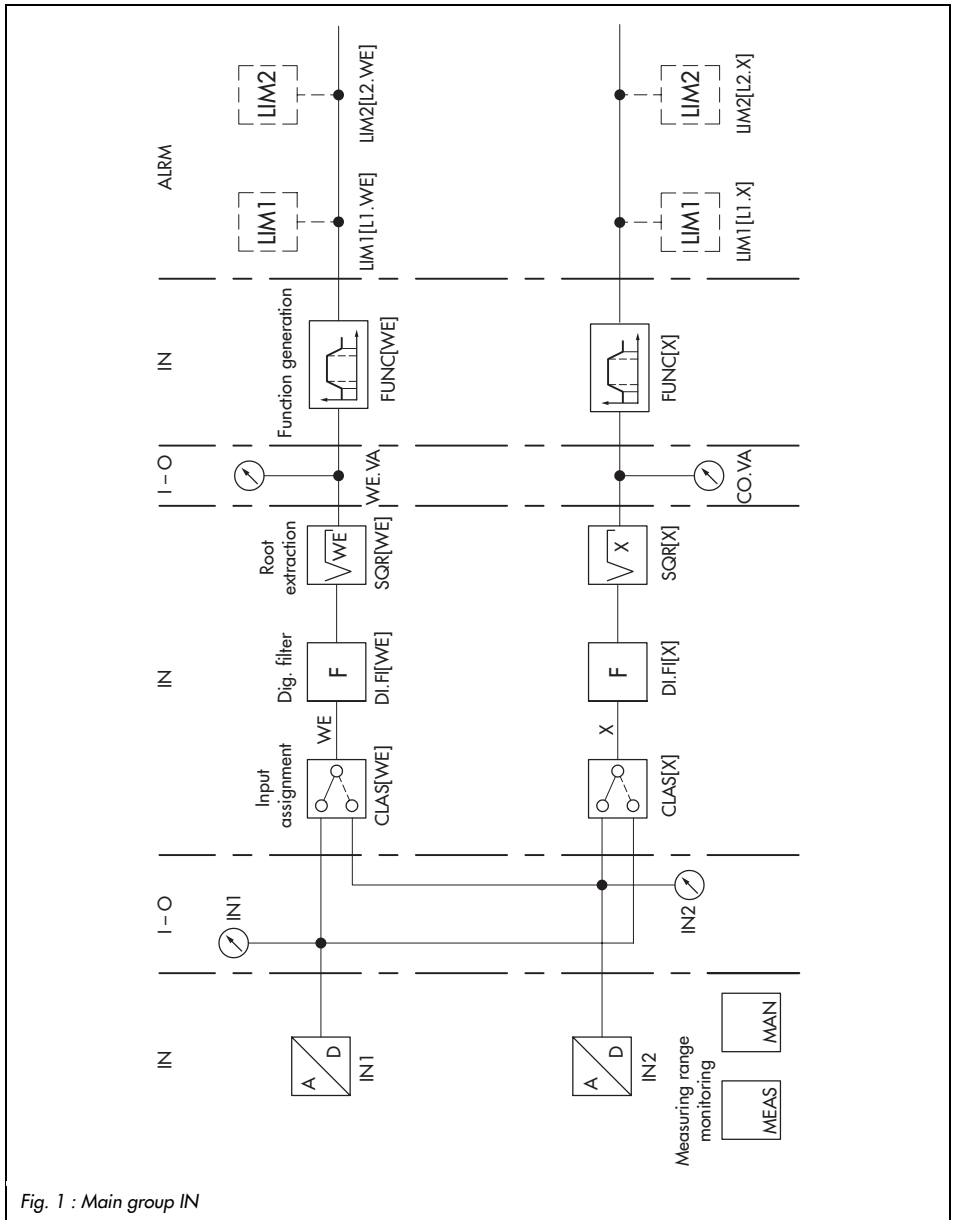 IN
I – O
IN
I – O
IN
ALRM
A
D
IN1
IN1
Input
assignment
CLAS[WE]
WE
Dig. filter
F
DI.FI[WE]
Root
extraction
√WE
SQR[WE]
WE.VA
Function generation
FUNC[WE]
LIM1
LIM1[L1.WE]
LIM2
LIM2[L2.WE]
A
D
IN2
IN2
CLAS[X]
X
F
DI.FI[X]
√X
SQR[X]
CO.VA
FUNC[X]
LIM1
LIM1[L1.X]
LIM2
LIM2[L2.X]
Measuring range
monitoring
MEAS
MAN
Fig. 1 : Main group IN